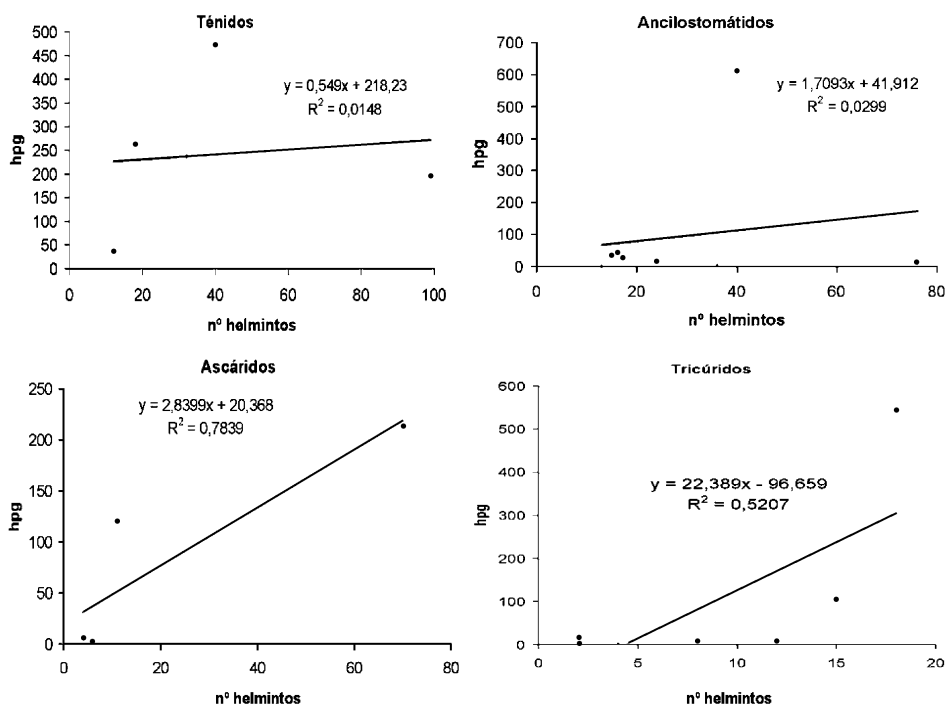 Ténidos
500
450
400
350
300
250
200
150
100
50
0
hpg
y = 0,549x + 218,23
R² = 0,0148
0 20 40 60 80 100
nº helmintos
Ancilostomátidos
700
600
500
400
300
200
100
0
hpg
y = 1,7093x + 41,912
R² = 0,0299
0 20 40 60 80
nº helmintos
Ascáridos
250
200
150
100
50
0
hpg
y = 2,8399x + 20,368
R² = 0,7839
0 20 40 60 80
nº helmintos
Tricúridos
600
500
400
300
200
100
0
hpg
y = 22,389x - 96,659
R² = 0,5207
0 5 10 15 20
nº helmintos